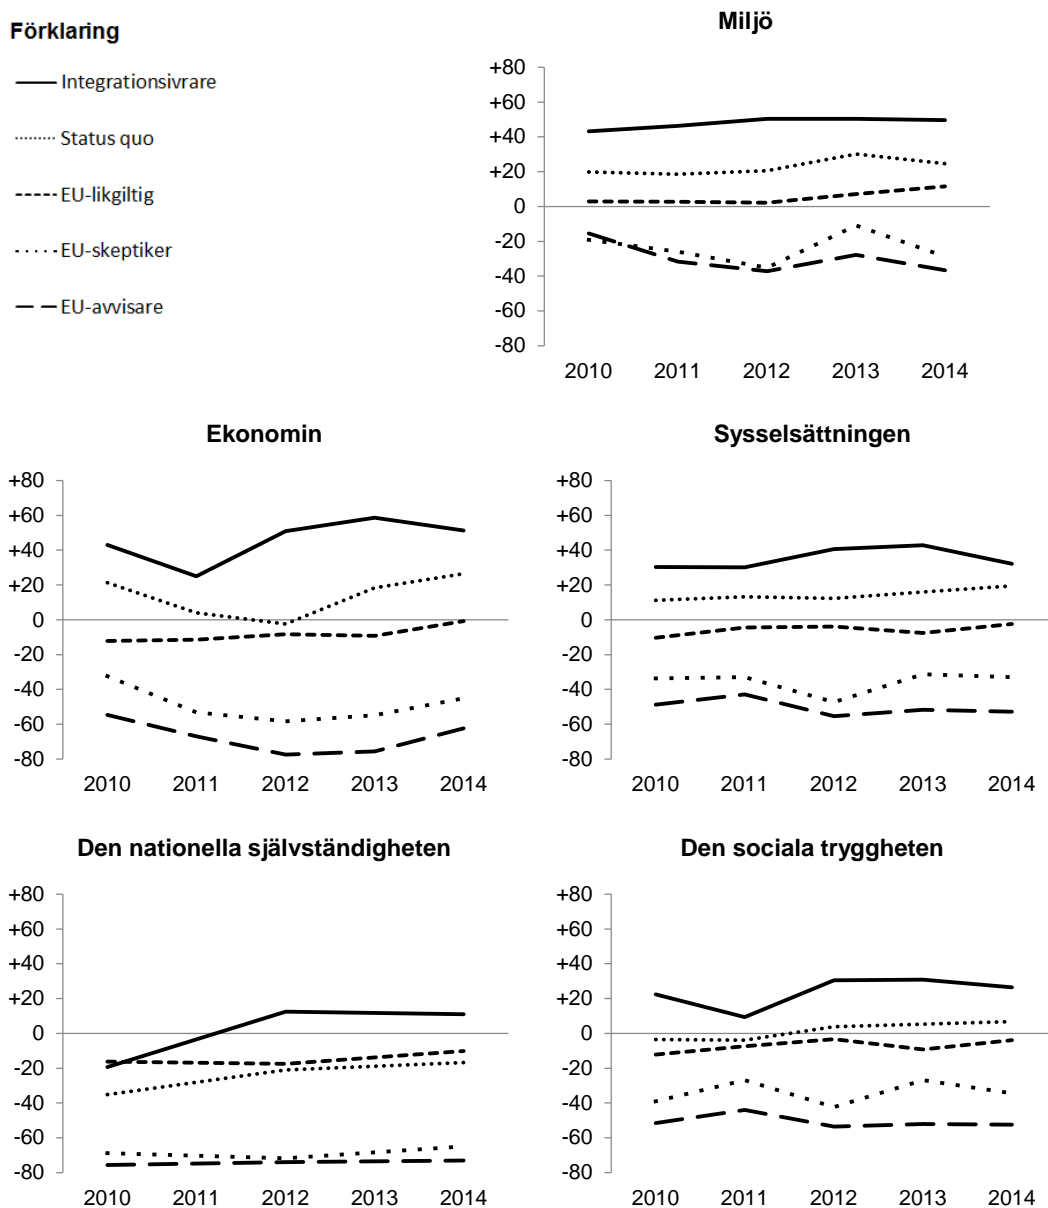 Förklaring
Integrationsivrare
Status quo
EU-likgiltig
EU-skeptiker
EU-avvisare
Miljö
+80
+60
+40
+20
0
-20
-40
-60
-80
2010 2011 2012 2013 2014
Ekonomin
+80
+60
+40
+20
0
-20
-40
-60
-80
2010 2011 2012 2013 2014
Sysselsättningen
+80
+60
+40
+20
0
-20
-40
-60
-80
2010 2011 2012 2013 2014
Den nationella självständigheten
+80
+60
+40
+20
0
-20
-40
-60
-80
2010 2011 2012 2013 2014
Den sociala tryggheten
+80
+60
+40
+20
0
-20
-40
-60
-80
2010 2011 2012 2013 2014